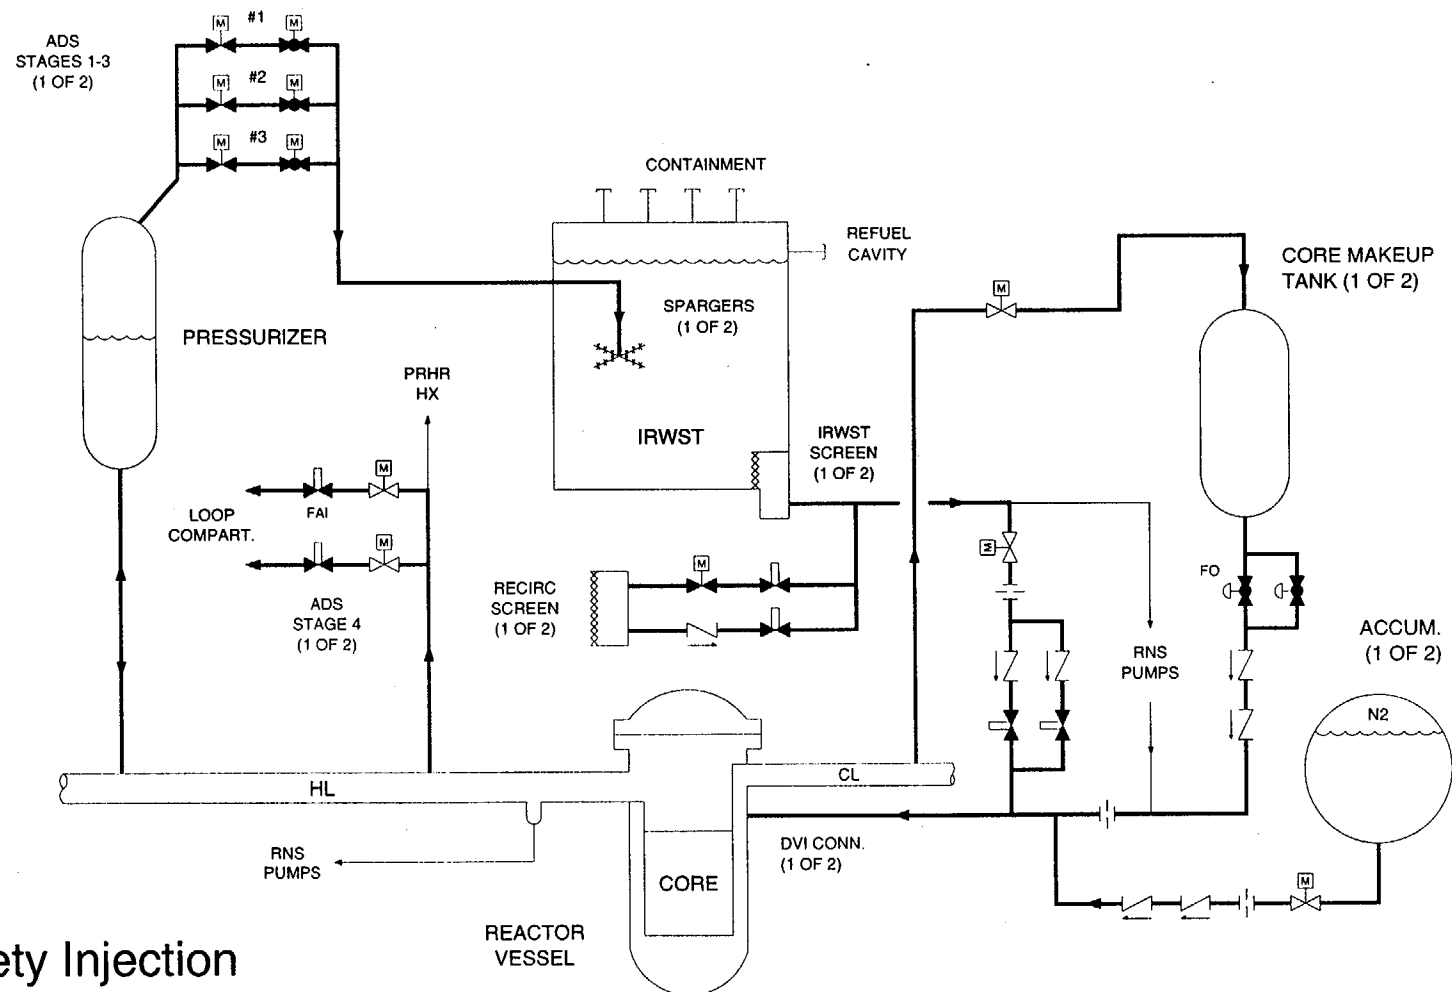 #1
M
M
ADS
STAGES 1-3
(1 OF 2)
#2
M
M
#3
M
M
CONTAINMENT
REFUEL
CAVITY
CORE MAKEUP
TANK (1 OF 2)
M
SPARGERS
(1 OF 2)
PRESSURIZER
PRHR
HX
IRWST
IRWST
SCREEN
(1 OF 2)
M
FAI
LOOP
COMPART.
M
ADS
STAGE 4
(1 OF 2)
RECIRC
SCREEN
(1 OF 2)
M
M
FO
RNS
PUMPS
ACCUM.
(1 OF 2)
N2
HL
CL
RNS
PUMPS
CORE
DVI CONN.
(1 OF 2)
M
REACTOR
VESSEL
ety Injection